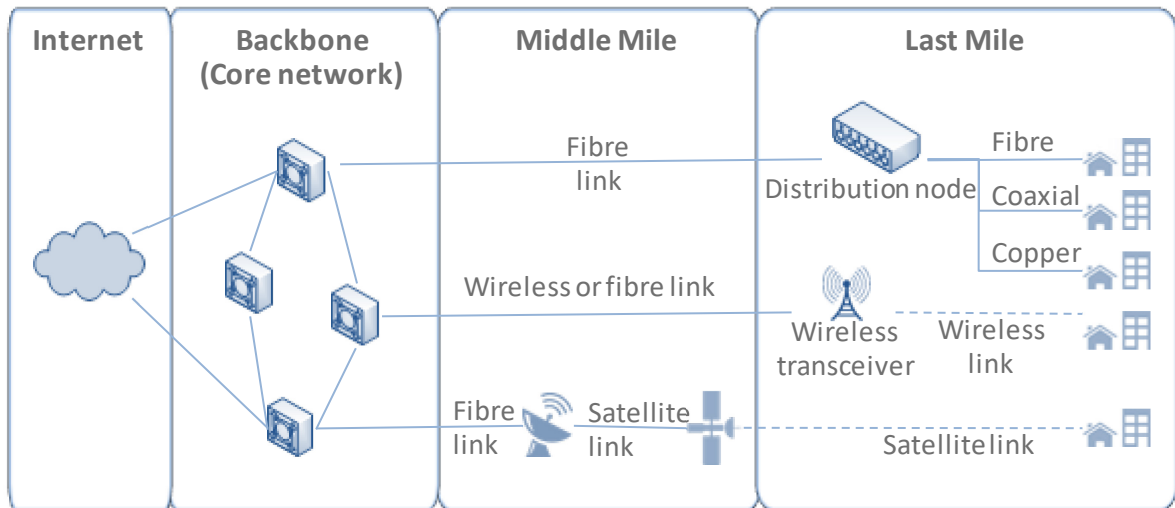 Internet
Backbone
(Core network)
Middle Mile
Last Mile
Fibre
link
Distribution node
Fibre
Coaxial
Copper
Wireless or fibre link
Wireless
transceiver
Wireless
link
Fibre
link
Satellite
link
Satellite link